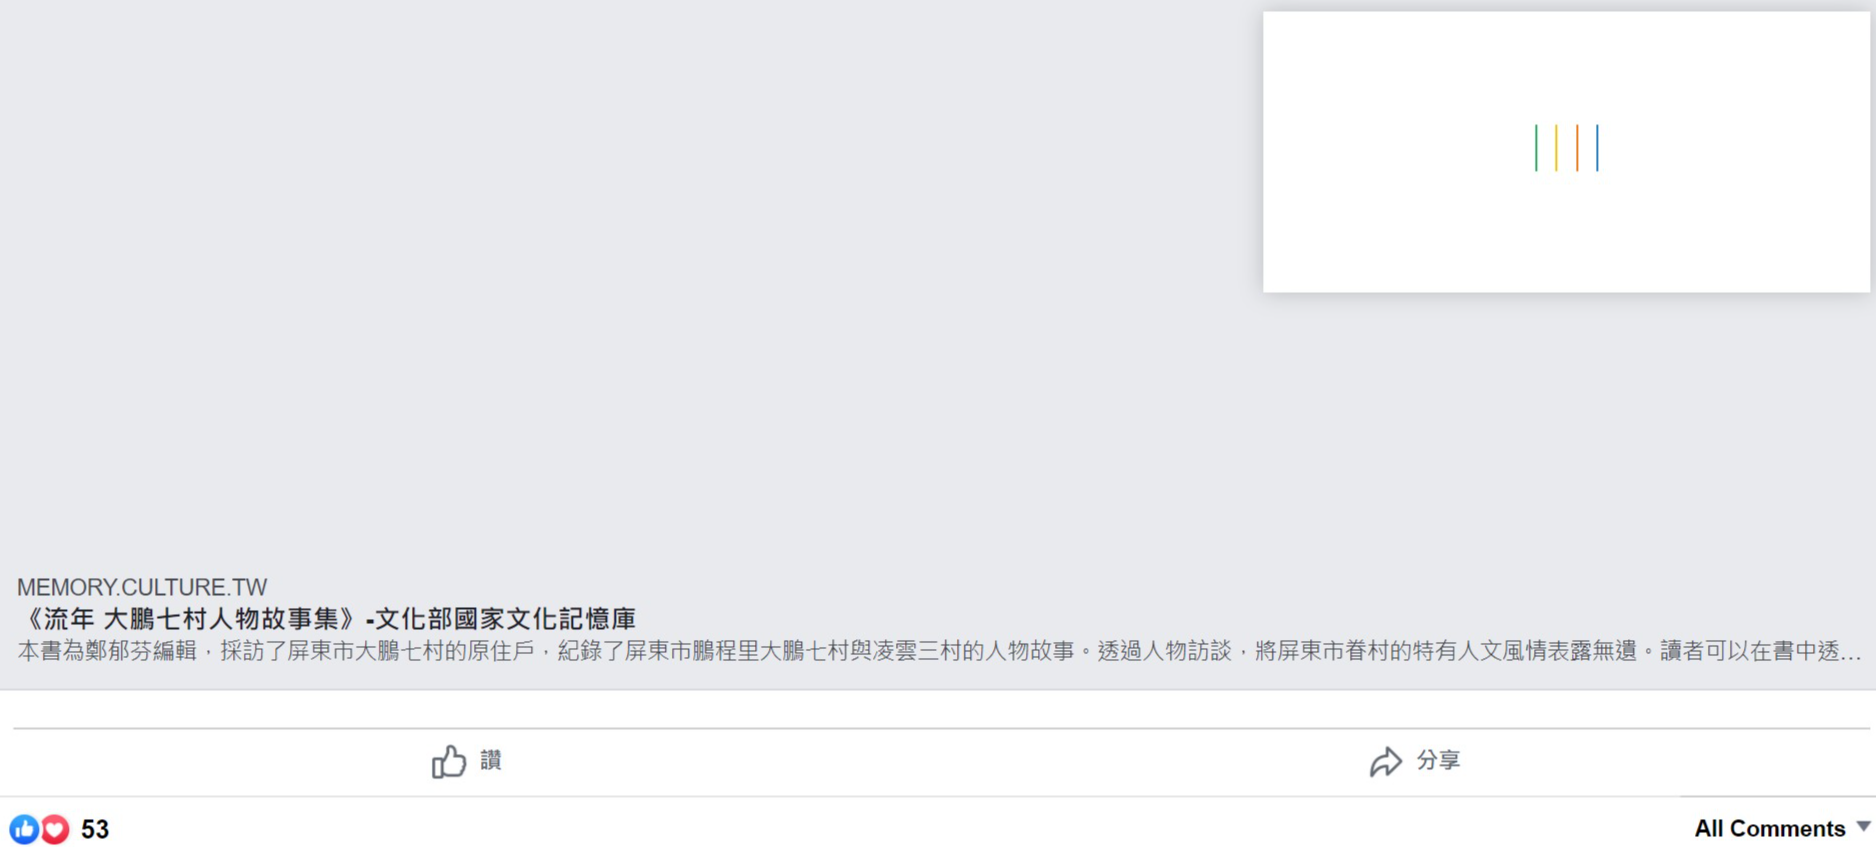 MEMORY.CULTURE.TW
《流年 大鵬七村人物故事集》-文化部國家文化記憶庫
本書為鄭郁芬編輯，採訪了屏東市大鵬七村的原住戶，紀錄了屏東市鵬程里大鵬七村與凌雲三村的人物故事。透過人物訪談，將屏東市眷村的特有人文風情表露無遺。讀者可以在書中透...
讚 分享
53 All Comments